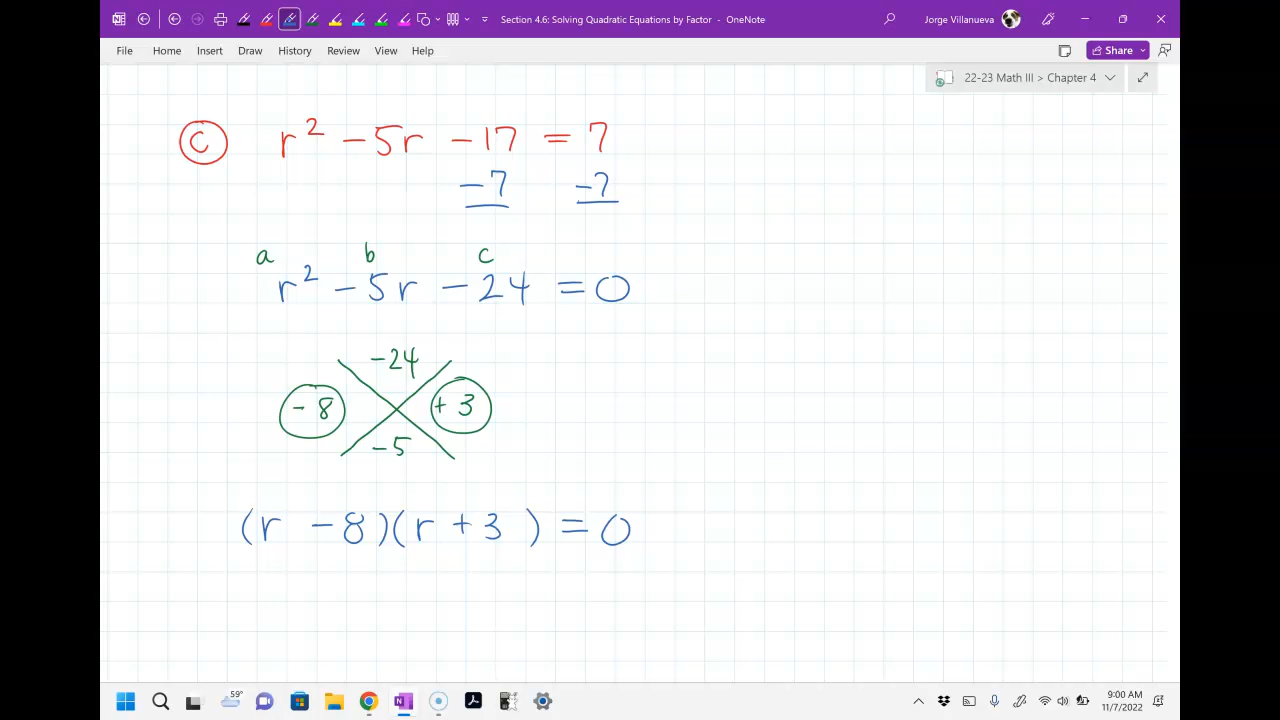 Section 4.6: Solving Quadratic Equations by Factor - OneNote
Jorge Villanueva
File Home Insert Draw History Review View Help
Share
22-23 Math III > Chapter 4
C r² - 5r - 17 = 7
-7 -7
a b c
r² - 5r - 24 = 0
-24
-8 +3
-5
(r - 8)(r + 3) = 0
59°
9:00 AM
11/7/2022